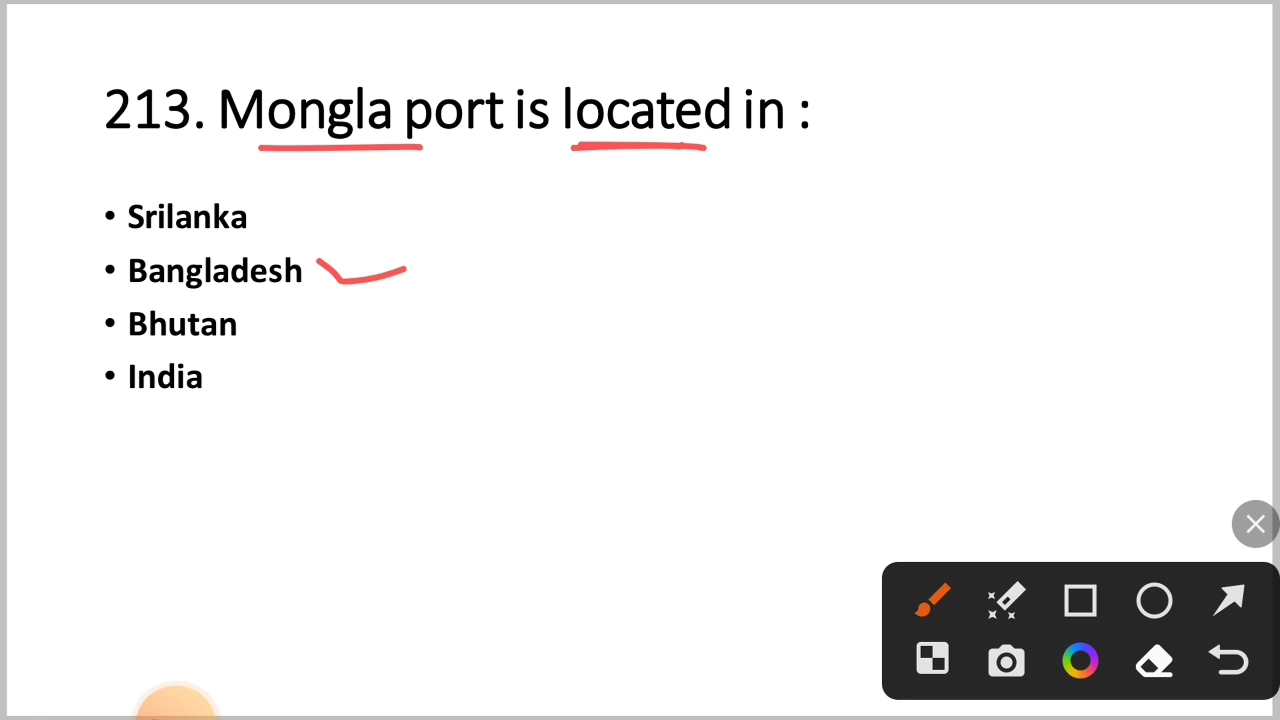 213. Mongla port is located in :
• Srilanka
• Bangladesh
• Bhutan
• India